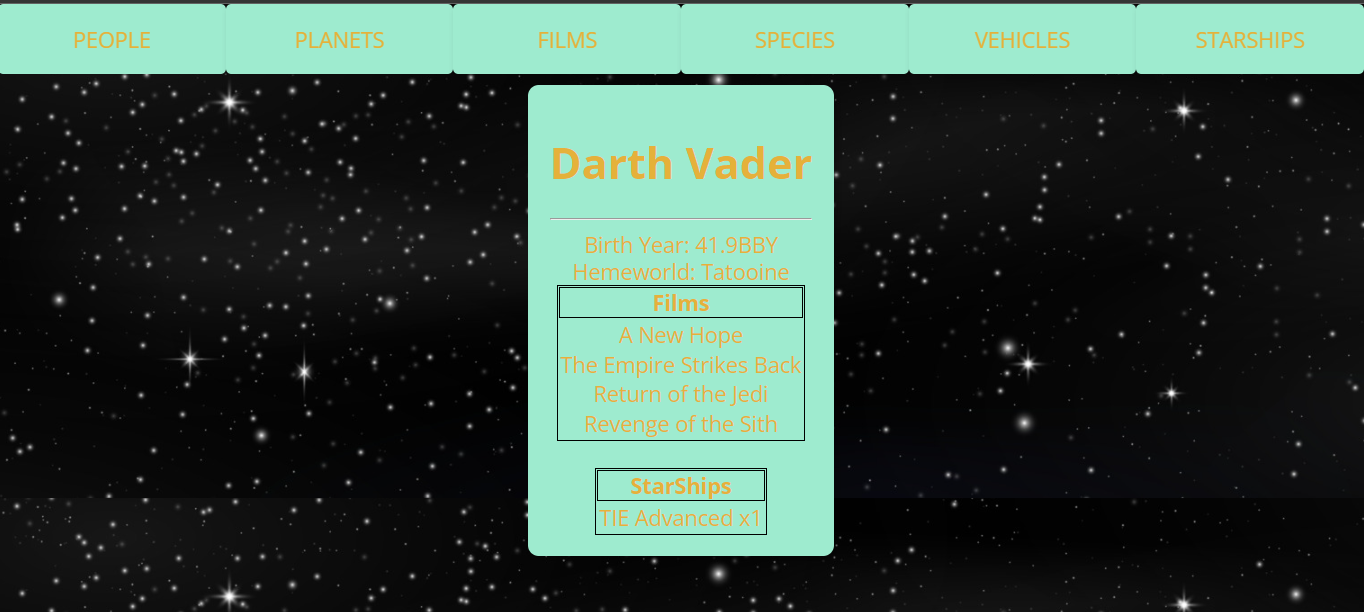 PEOPLE PLANETS FILMS SPECIES VEHICLES STARSHIPS
Darth Vader
Birth Year: 41.9BBY
Hemeworld: Tatooine
Films
A New Hope
The Empire Strikes Back
Return of the Jedi
Revenge of the Sith
StarShips
TIE Advanced x1